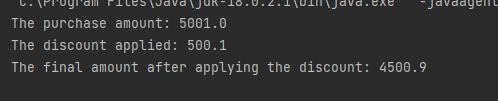 C:\Program Files\Java\jdk-18.0.2.1\bin\java.exe" "-javaagent
The purchase amount: 5001.0
The discount applied: 500.1
The final amount after applying the discount: 4500.9